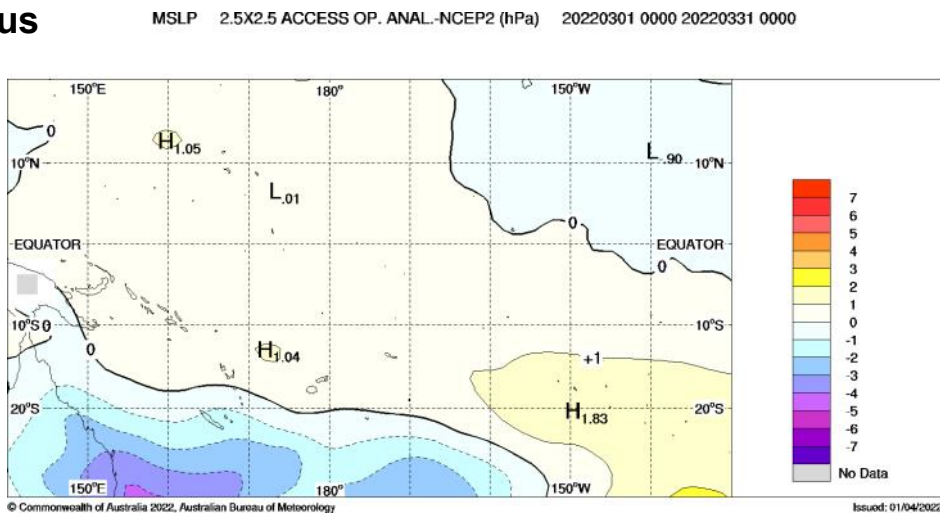 us
MSLP 2.5X2.5 ACCESS OP. ANAL.-NCEP2 (hPa) 20220301 0000 20220331 0000
150°E 180° 150°W
0
H1.05
L.90
10°N 10°N
L.01
0
EQUATOR EQUATOR
0
10°S 0 10°S
0
H1.04
+1
20°S 20°S
H1.83
150°E 180° 150°W
7
6
5
4
3
2
1
0
-1
-2
-3
-4
-5
-6
-7
No Data
© Commonwealth of Australia 2022, Australian Bureau of Meteorology
Issued: 01/04/2022